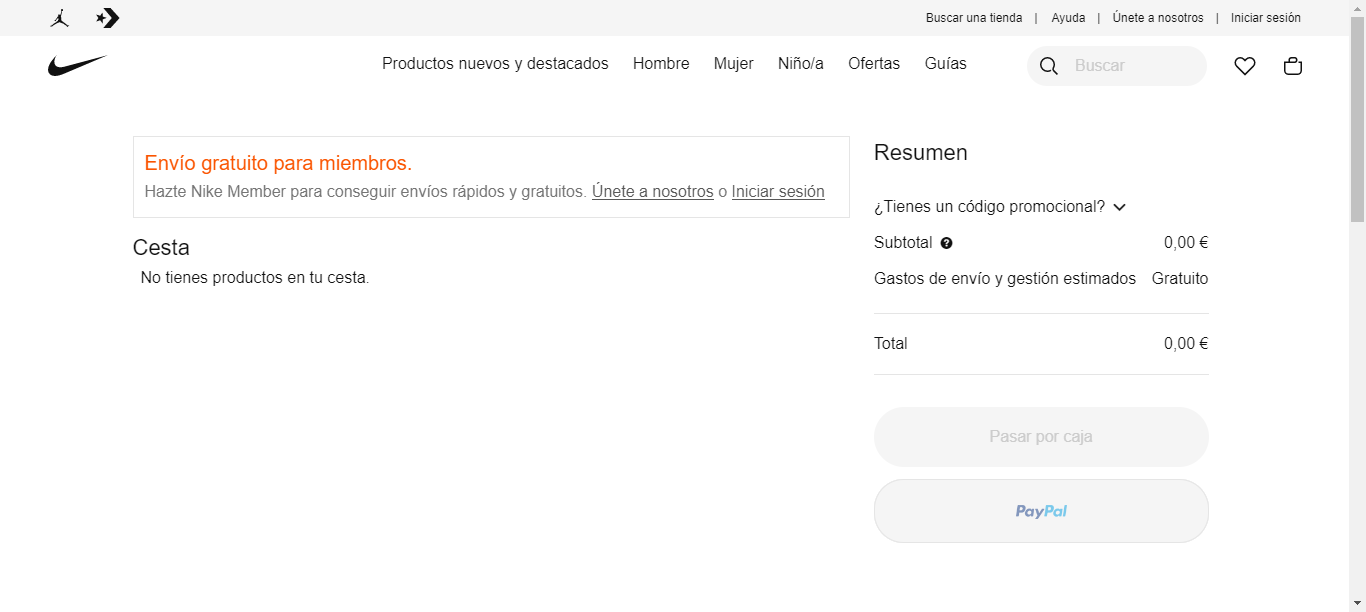 Buscar una tienda | Ayuda | Únete a nosotros | Iniciar sesión
Productos nuevos y destacados Hombre Mujer Niño/a Ofertas Guías Buscar
Envío gratuito para miembros.
Hazte Nike Member para conseguir envíos rápidos y gratuitos. Únete a nosotros o Iniciar sesión
Cesta
No tienes productos en tu cesta.
Resumen
¿Tienes un código promocional?
Subtotal ? 0,00 €
Gastos de envío y gestión estimados Gratuito
Total 0,00 €
Pasar por caja
PayPal